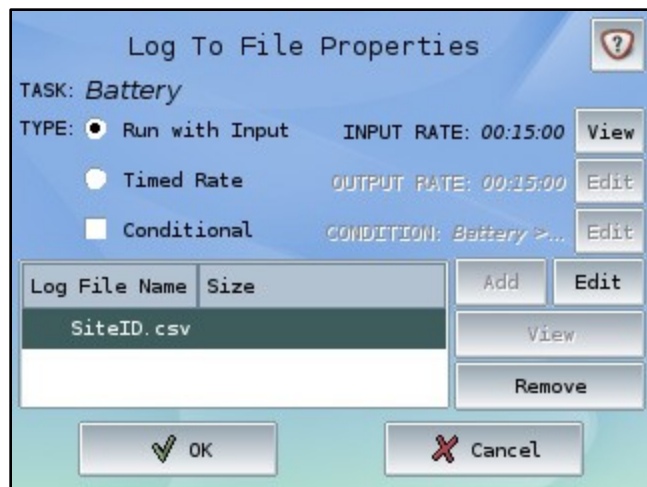 Log To File Properties ?
TASK: Battery
TYPE: Run with Input INPUT RATE: 00:15:00 View
Timed Rate OUTPUT RATE: 00:15:00 Edit
Conditional CONDITION: Battery >... Edit
Log File Name Size Add Edit
SiteID.csv View
Remove
OK Cancel